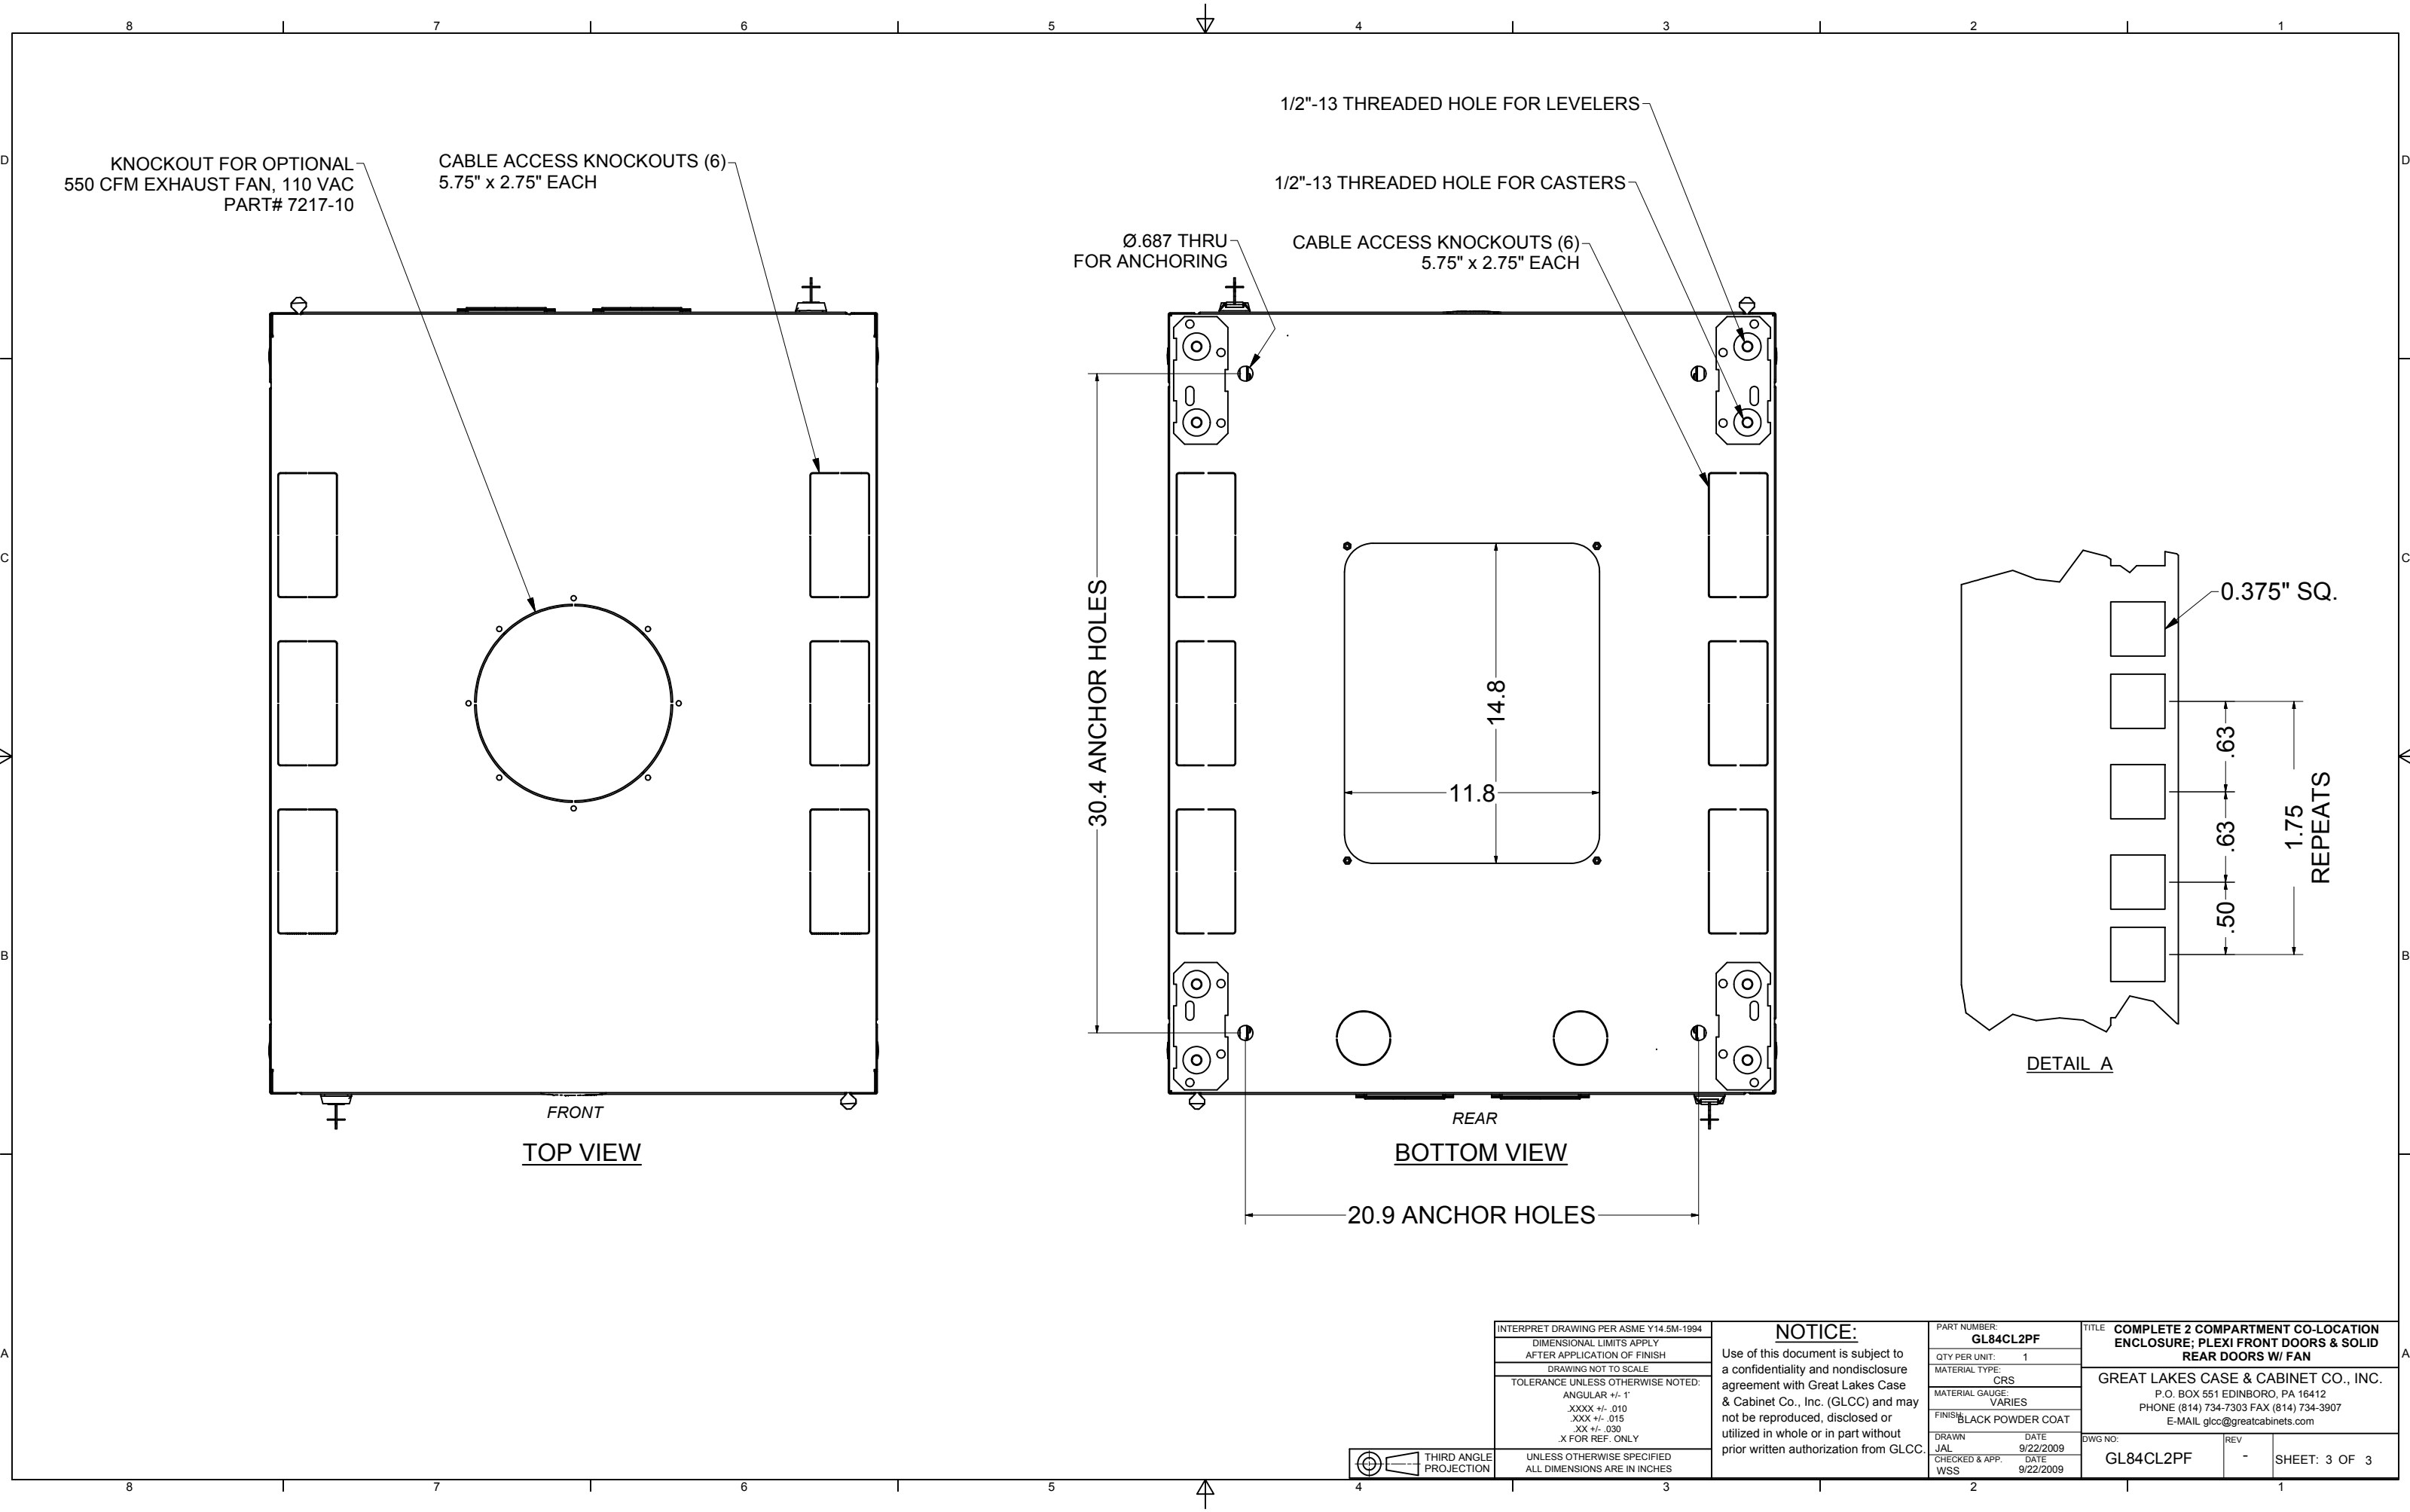 8 7 6 5 4 3 2 1
D D
C C
B B
A A
KNOCKOUT FOR OPTIONAL
550 CFM EXHAUST FAN, 110 VAC
PART# 7217-10
CABLE ACCESS KNOCKOUTS (6)
5.75" x 2.75" EACH
FRONT
TOP VIEW
1/2"-13 THREADED HOLE FOR LEVELERS
1/2"-13 THREADED HOLE FOR CASTERS
Ø.687 THRU
FOR ANCHORING
CABLE ACCESS KNOCKOUTS (6)
5.75" x 2.75" EACH
30.4 ANCHOR HOLES
14.8
11.8
REAR
BOTTOM VIEW
20.9 ANCHOR HOLES
0.375" SQ.
.63
.63
.50
1.75
REPEATS
DETAIL A
THIRD ANGLE
PROJECTION
INTERPRET DRAWING PER ASME Y14.5M-1994
DIMENSIONAL LIMITS APPLY
AFTER APPLICATION OF FINISH
DRAWING NOT TO SCALE
TOLERANCE UNLESS OTHERWISE NOTED:
ANGULAR +/- 1°
.XXXX +/- .010
.XXX +/- .015
.XX +/- .030
.X FOR REF. ONLY
UNLESS OTHERWISE SPECIFIED
ALL DIMENSIONS ARE IN INCHES
NOTICE:
Use of this document is subject to
a confidentiality and nondisclosure
agreement with Great Lakes Case
& Cabinet Co., Inc. (GLCC) and may
not be reproduced, disclosed or
utilized in whole or in part without
prior written authorization from GLCC.
PART NUMBER:
GL84CL2PF
QTY PER UNIT: 1
MATERIAL TYPE:
CRS
MATERIAL GAUGE:
VARIES
FINISH:
BLACK POWDER COAT
DRAWN DATE
JAL 9/22/2009
CHECKED & APP. DATE
WSS 9/22/2009
TITLE COMPLETE 2 COMPARTMENT CO-LOCATION
ENCLOSURE; PLEXI FRONT DOORS & SOLID
REAR DOORS W/ FAN
GREAT LAKES CASE & CABINET CO., INC.
P.O. BOX 551 EDINBORO, PA 16412
PHONE (814) 734-7303 FAX (814) 734-3907
E-MAIL glcc@greatcabinets.com
DWG NO:
GL84CL2PF
REV
-
SHEET: 3 OF 3
8 7 6 5 4 3 2 1